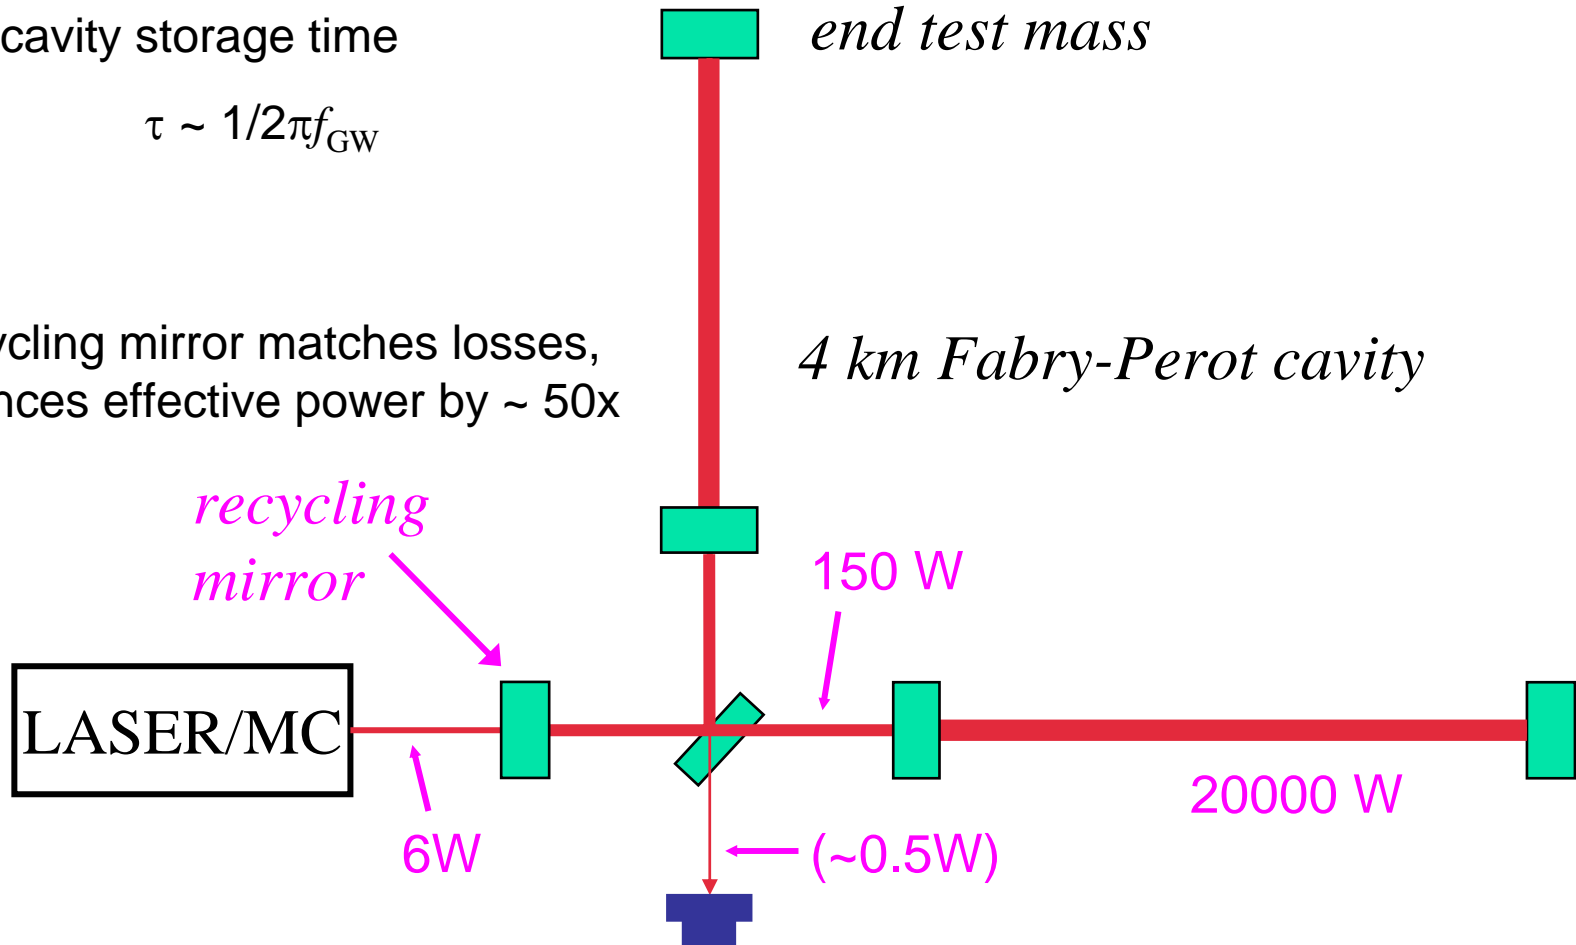 cavity storage time
end test mass
τ ~ 1/2πf_GW
ycling mirror matches losses,
nces effective power by ~ 50x
4 km Fabry-Perot cavity
recycling
mirror
150 W
LASER/MC
20000 W
6W
(~0.5W)